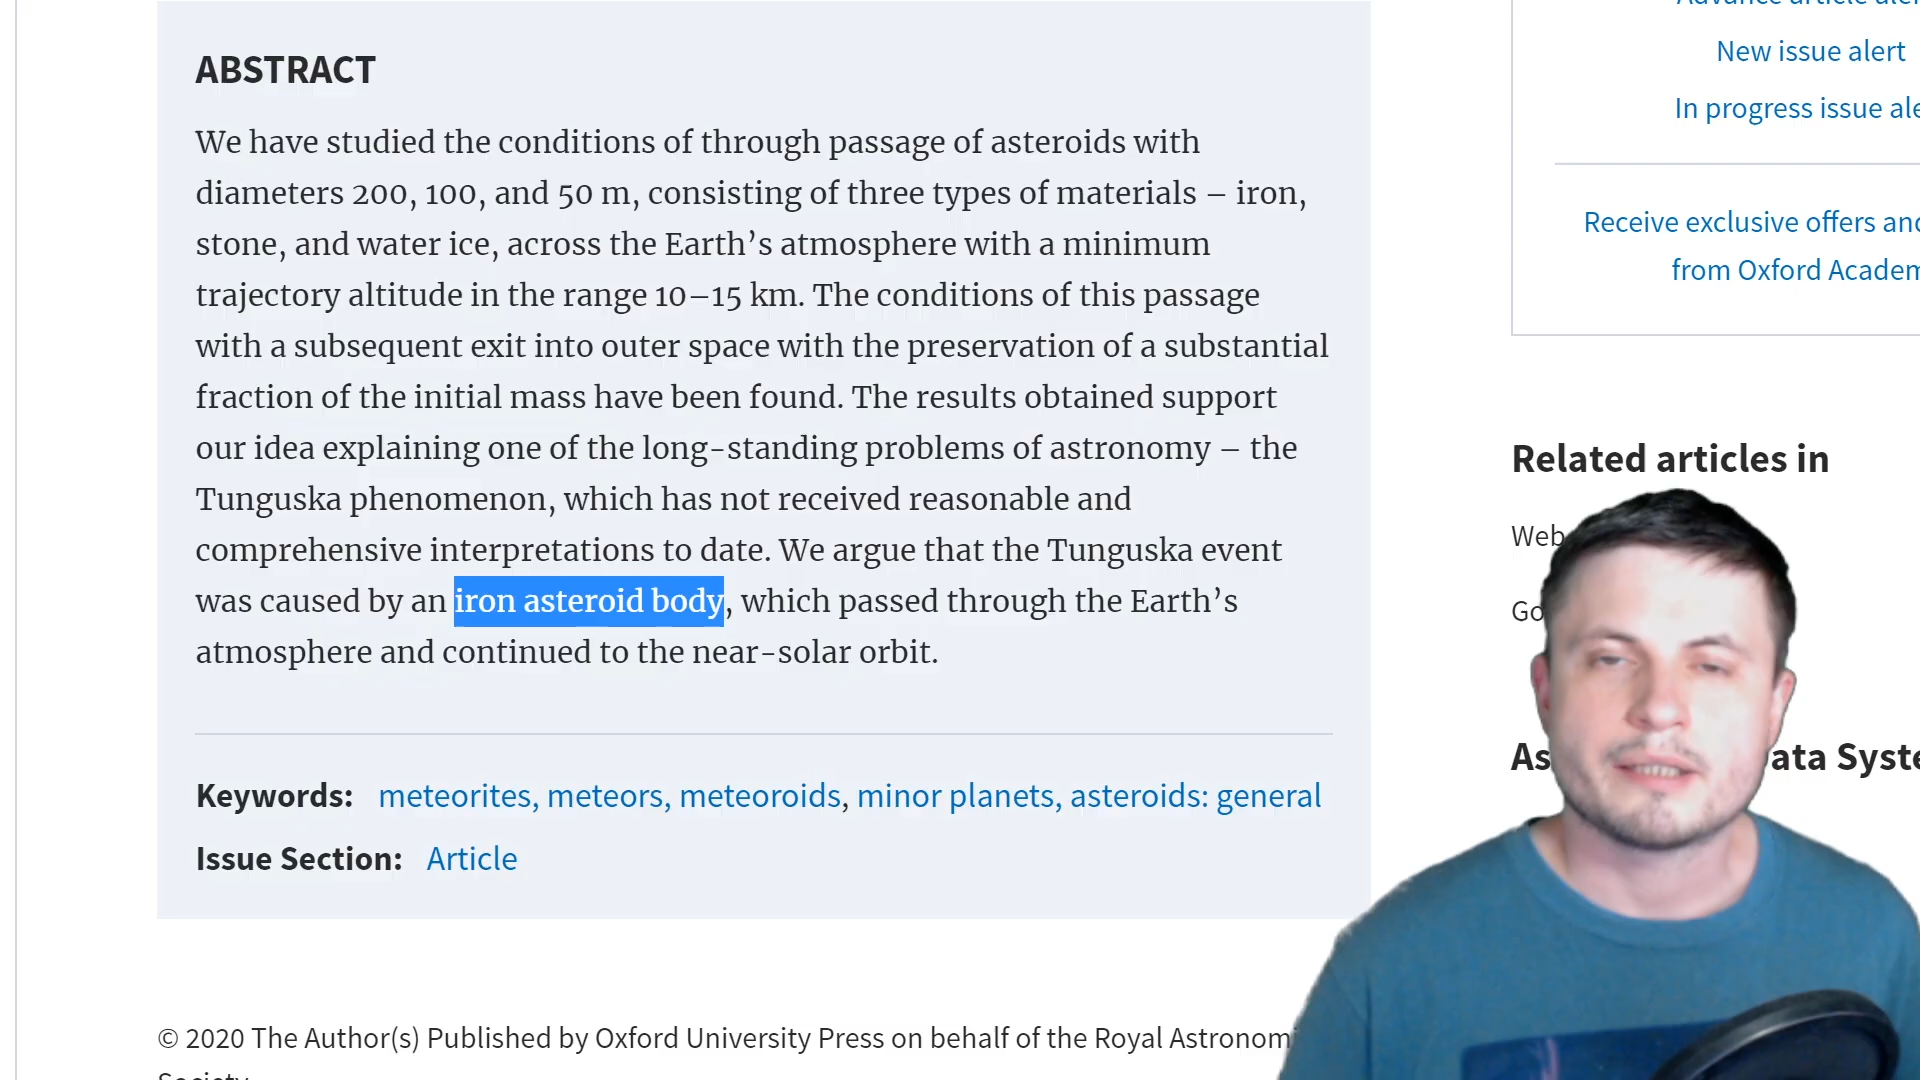 ABSTRACT
We have studied the conditions of through passage of asteroids with
diameters 200, 100, and 50 m, consisting of three types of materials – iron,
stone, and water ice, across the Earth’s atmosphere with a minimum
trajectory altitude in the range 10–15 km. The conditions of this passage
with a subsequent exit into outer space with the preservation of a substantial
fraction of the initial mass have been found. The results obtained support
our idea explaining one of the long-standing problems of astronomy – the
Tunguska phenomenon, which has not received reasonable and
comprehensive interpretations to date. We argue that the Tunguska event
was caused by an iron asteroid body, which passed through the Earth’s
atmosphere and continued to the near-solar orbit.
Keywords: meteorites, meteors, meteoroids, minor planets, asteroids: general
Issue Section: Article
© 2020 The Author(s) Published by Oxford University Press on behalf of the Royal
Society
article
New issue alert
In progress issue
Receive exclusive offers
from Oxford
Related articles in
Web